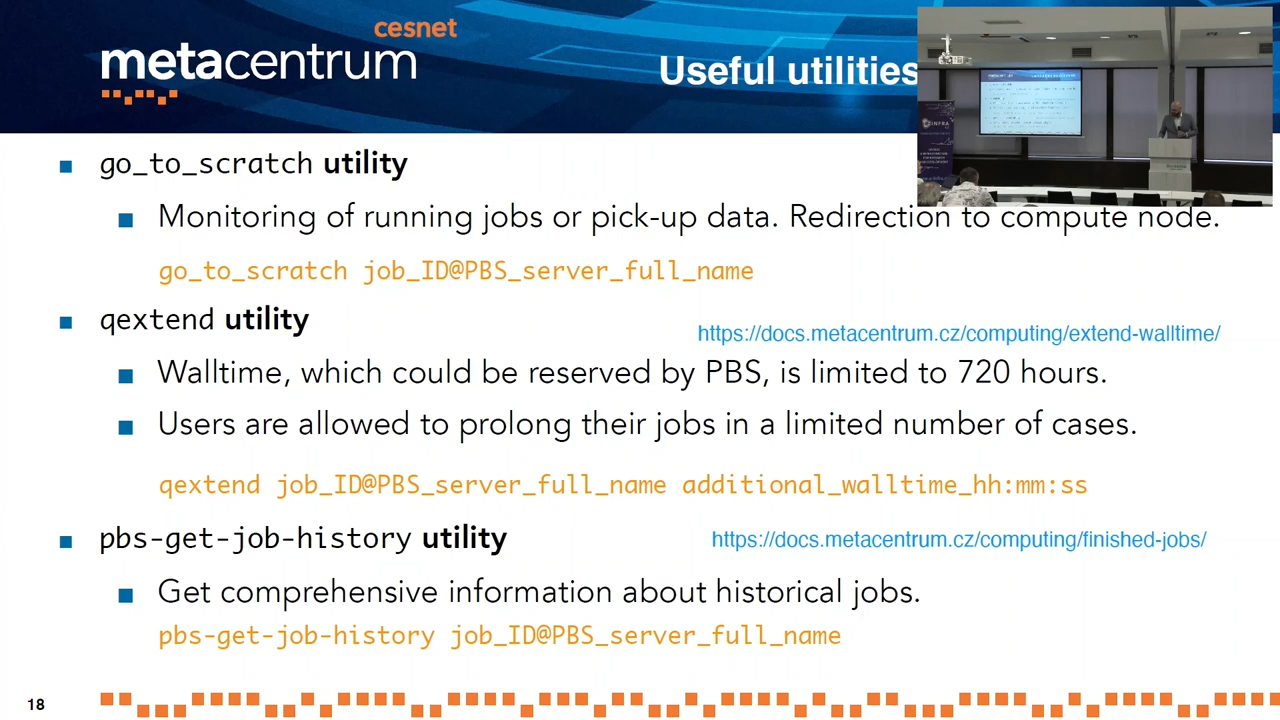 cesnet
metacentrum
Useful utilities
go_to_scratch utility
Monitoring of running jobs or pick-up data. Redirection to compute node.
go_to_scratch job_ID@PBS_server_full_name
qextend utility
https://docs.metacentrum.cz/computing/extend-walltime/
Walltime, which could be reserved by PBS, is limited to 720 hours.
Users are allowed to prolong their jobs in a limited number of cases.
qextend job_ID@PBS_server_full_name additional_walltime_hh:mm:ss
pbs-get-job-history utility
https://docs.metacentrum.cz/computing/finished-jobs/
Get comprehensive information about historical jobs.
pbs-get-job-history job_ID@PBS_server_full_name
18